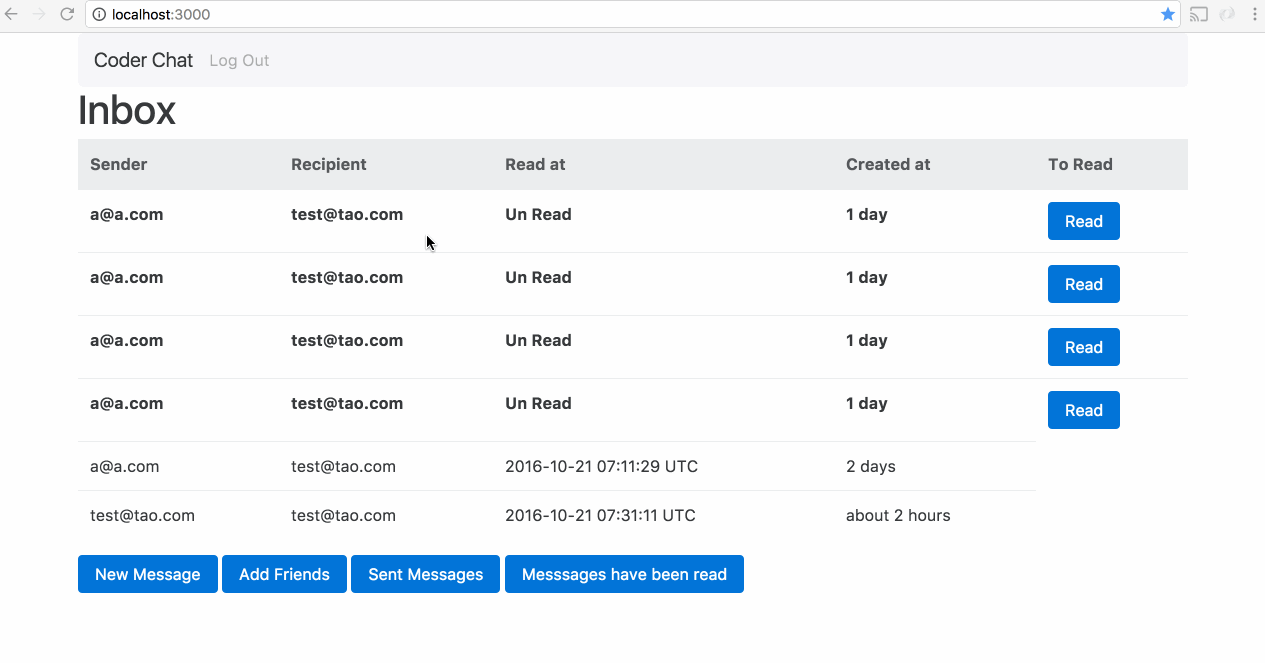 localhost:3000
Coder Chat Log Out
Inbox
Sender Recipient Read at Created at To Read
a@a.com test@tao.com Un Read 1 day Read
a@a.com test@tao.com Un Read 1 day Read
a@a.com test@tao.com Un Read 1 day Read
a@a.com test@tao.com Un Read 1 day Read
a@a.com test@tao.com 2016-10-21 07:11:29 UTC 2 days
test@tao.com test@tao.com 2016-10-21 07:31:11 UTC about 2 hours
New Message Add Friends Sent Messages Messsages have been read